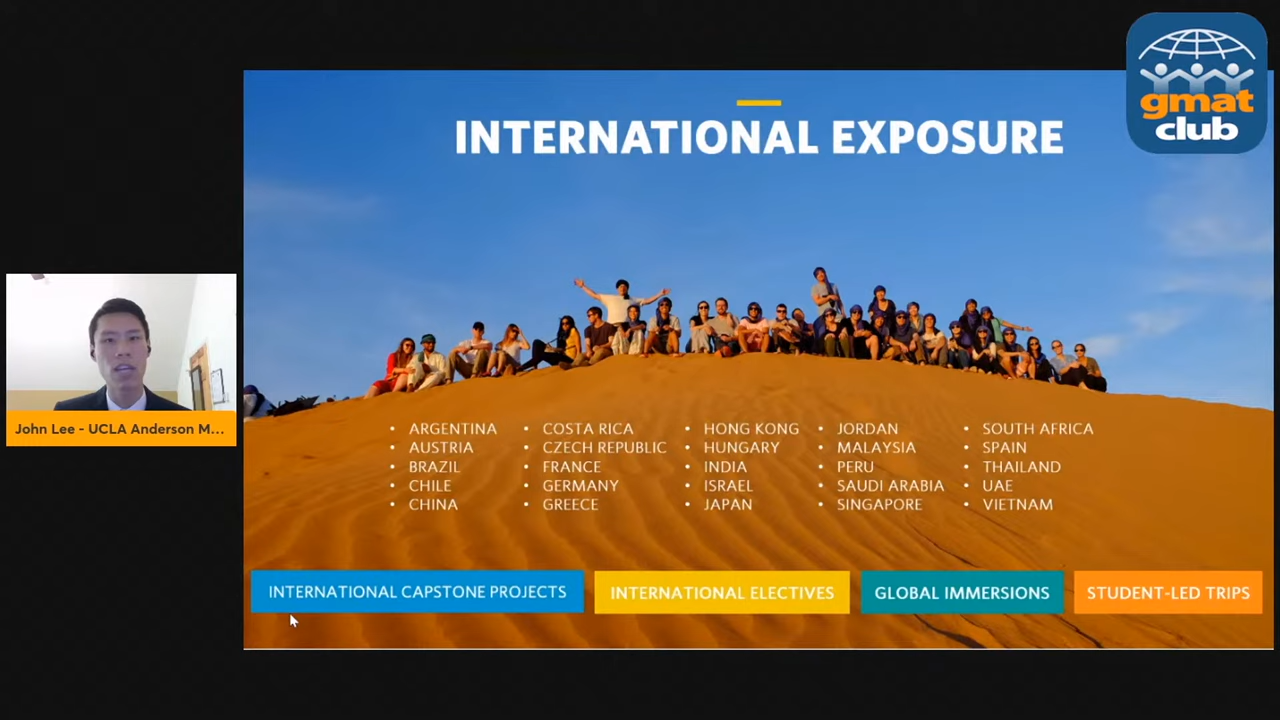 gmat
club
INTERNATIONAL EXPOSURE
John Lee - UCLA Anderson M...
• ARGENTINA
• AUSTRIA
• BRAZIL
• CHILE
• CHINA
• COSTA RICA
• CZECH REPUBLIC
• FRANCE
• GERMANY
• GREECE
• HONG KONG
• HUNGARY
• INDIA
• ISRAEL
• JAPAN
• JORDAN
• MALAYSIA
• PERU
• SAUDI ARABIA
• SINGAPORE
• SOUTH AFRICA
• SPAIN
• THAILAND
• UAE
• VIETNAM
INTERNATIONAL CAPSTONE PROJECTS
INTERNATIONAL ELECTIVES
GLOBAL IMMERSIONS
STUDENT-LED TRIPS